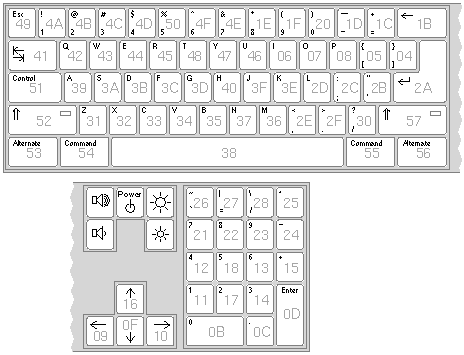 Esc 49 ! 1 4A @ 2 4B # 3 4C $ 4 4D % 5 50 ^ 6 4F & 7 4E * 8 1E ( 9 1F ) 0 20 _ - 1D + = 1C ← 1B
41 Q 42 W 43 E 44 R 45 T 48 Y 47 U 46 I 06 O 07 P 08 { [ 05 } ] 04
Control 51 A 39 S 3A D 3B F 3C G 3D H 40 J 3F K 3E L 2D : ; 2C " ' 2B ↵ 2A
⇧ 52 Z 31 X 32 C 33 V 34 B 35 N 37 M 36 < , 2E > . 2F ? / 30 ⇧ 57
Alternate 53 Command 54 38 Command 55 Alternate 56
Power
~ ` 26 | = 27 | \ / 28 * 25
7 21 8 22 9 23 - 24
4 12 5 18 6 13 + 15
↑ 16 1 11 2 17 3 14 Enter 0D
← 09 0F ↓ → 10 0 0B . 0C